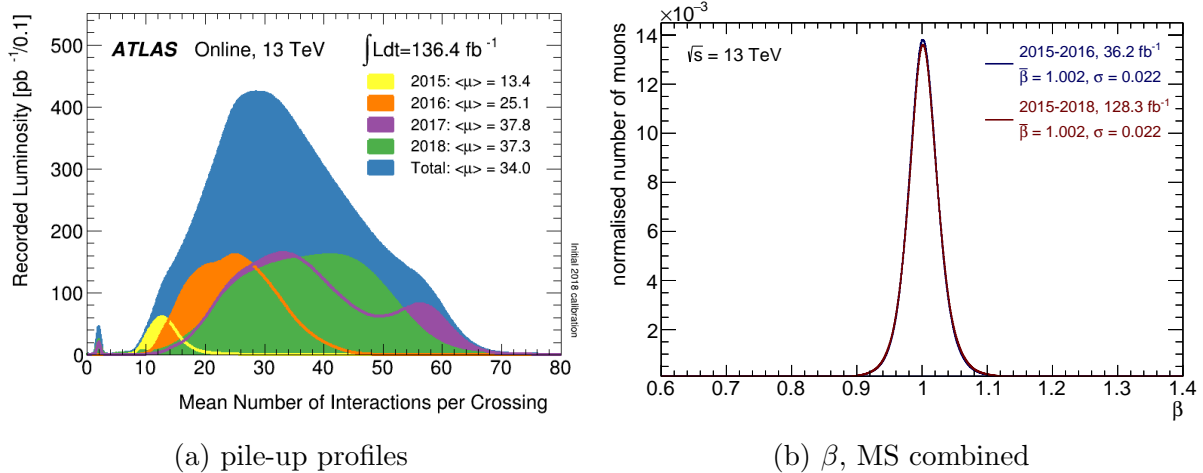 ATLAS Online, 13 TeV ∫Ldt=136.4 fb⁻¹
2015: <μ> = 13.4
2016: <μ> = 25.1
2017: <μ> = 37.8
2018: <μ> = 37.3
Total: <μ> = 34.0
Recorded Luminosity [pb⁻¹/0.1]
500
400
300
200
100
0
0 10 20 30 40 50 60 70 80
Mean Number of Interactions per Crossing
Initial 2018 calibration
(a) pile-up profiles
×10⁻³
√s = 13 TeV
2015-2016, 36.2 fb⁻¹
β̅ = 1.002, σ = 0.022
2015-2018, 128.3 fb⁻¹
β̅ = 1.002, σ = 0.022
normalised number of muons
14
12
10
8
6
4
2
0.6 0.7 0.8 0.9 1 1.1 1.2 1.3 1.4
β
(b) β, MS combined